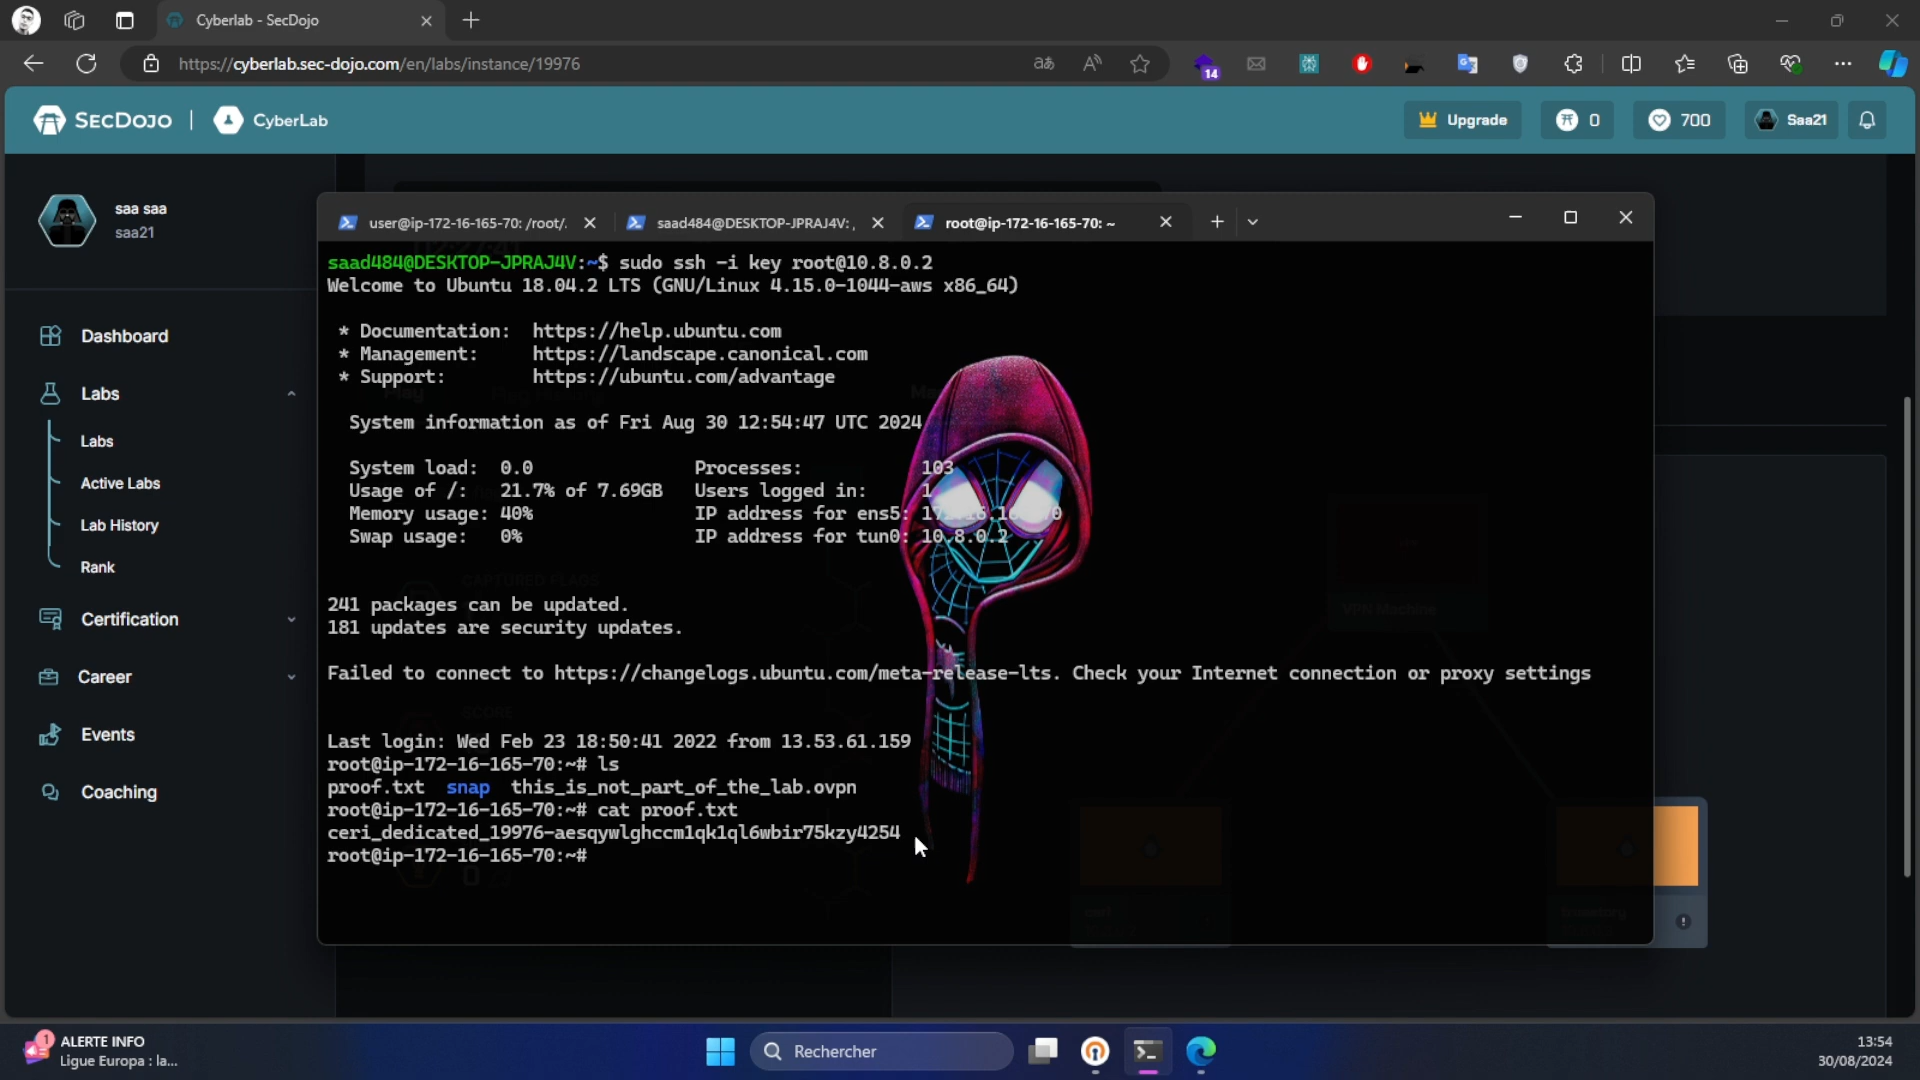 Cyberlab - SecDojo
https://cyberlab.sec-dojo.com/en/labs/instance/19976
14
SECDOJO | CyberLab
Upgrade
0
700
Saa21
saa saa
saa21
Dashboard
Labs
Labs
Active Labs
Lab History
Rank
Certification
Career
Events
Coaching
user@ip-172-16-165-70: /root/.
saad484@DESKTOP-JPRAJ4V: ,
root@ip-172-16-165-70: ~
saad484@DESKTOP-JPRAJ4V:~$ sudo ssh -i key root@10.8.0.2
Welcome to Ubuntu 18.04.2 LTS (GNU/Linux 4.15.0-1044-aws x86_64)
* Documentation: https://help.ubuntu.com
* Management: https://landscape.canonical.com
* Support: https://ubuntu.com/advantage
System information as of Fri Aug 30 12:54:47 UTC 2024
System load: 0.0 Processes: 103
Usage of /: 21.7% of 7.69GB Users logged in: 1
Memory usage: 40% IP address for ens5:
Swap usage: 0% IP address for tun0: 10.8.0.2
241 packages can be updated.
181 updates are security updates.
Failed to connect to https://changelogs.ubuntu.com/meta-release-lts. Check your Internet connection or proxy settings
Last login: Wed Feb 23 18:50:41 2022 from 13.53.61.159
root@ip-172-16-165-70:~# ls
proof.txt snap this_is_not_part_of_the_lab.ovpn
root@ip-172-16-165-70:~# cat proof.txt
ceri_dedicated_19976-aesqywlghccm1qk1ql6wbir75kzy4254
root@ip-172-16-165-70:~#
CAPTURED FLAGS
SCORE
VPN Machine
1
ALERTE INFO
Ligue Europa : la...
Rechercher
13:54
30/08/2024